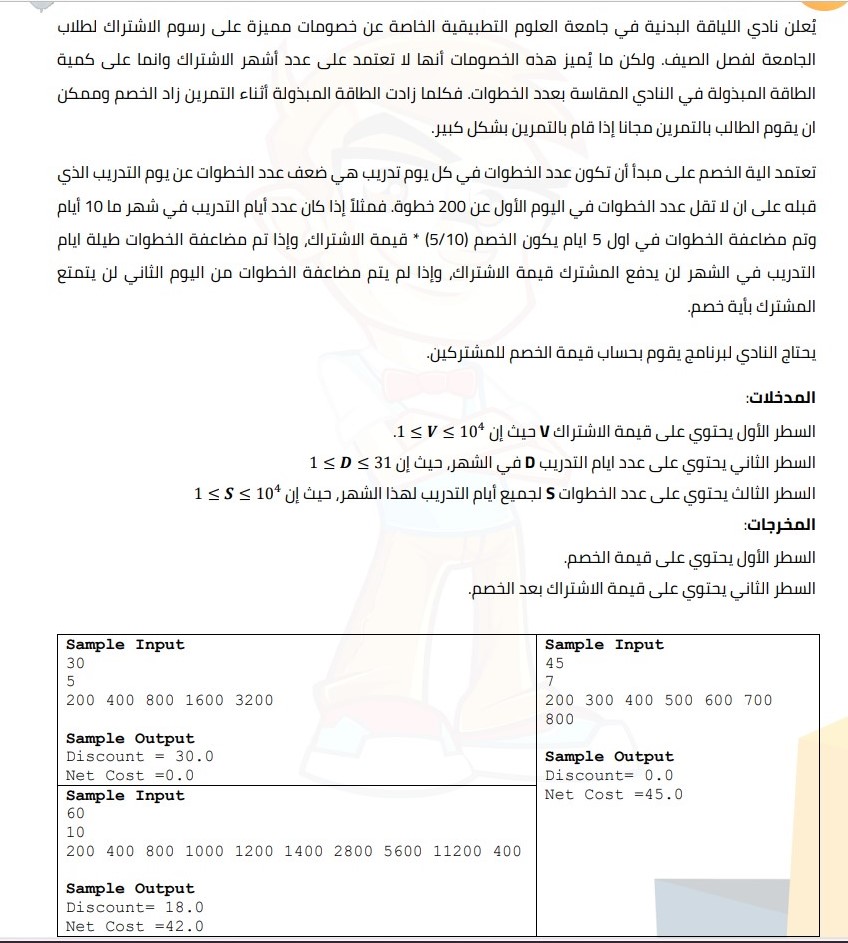 يُعلن نادي اللياقة البدنية في جامعة العلوم التطبيقية الخاصة عن خصومات مميزة على رسوم الاشتراك لطلاب
الجامعة لفصل الصيف. ولكن ما يُميز هذه الخصومات أنها لا تعتمد على عدد أشهر الاشتراك وانما على كمية
الطاقة المبذولة في النادي المقاسة بعدد الخطوات. فكلما زادت الطاقة المبذولة أثناء التمرين زاد الخصم وممكن
ان يقوم الطالب بالتمرين مجانا إذا قام بالتمرين بشكل كبير.
تعتمد الية الخصم على مبدأ أن تكون عدد الخطوات في كل يوم تدريب هي ضعف عدد الخطوات عن يوم التدريب الذي
قبله على ان لا تقل عدد الخطوات في اليوم الأول عن 200 خطوة. فمثلاً إذا كان عدد أيام التدريب في شهر ما 10 أيام
وتم مضاعفة الخطوات في اول 5 ايام يكون الخصم (5/10) * قيمة الاشتراك، وإذا تم مضاعفة الخطوات طيلة ايام
التدريب في الشهر لن يدفع المشترك قيمة الاشتراك، وإذا لم يتم مضاعفة الخطوات من اليوم الثاني لن يتمتع
المشترك بأية خصم.
يحتاج النادي لبرنامج يقوم بحساب قيمة الخصم للمشتركين.
المدخلات:
السطر الأول يحتوي على قيمة الاشتراك V حيث إن 1 ≤ V ≤ 10⁴.
السطر الثاني يحتوي على عدد ايام التدريب D في الشهر، حيث إن 1 ≤ D ≤ 31
السطر الثالث يحتوي على عدد الخطوات S لجميع أيام التدريب لهذا الشهر، حيث إن 1 ≤ S ≤ 10⁴
المخرجات:
السطر الأول يحتوي على قيمة الخصم.
السطر الثاني يحتوي على قيمة الاشتراك بعد الخصم.
Sample Input
30
5
200 400 800 1600 3200
Sample Output
Discount = 30.0
Net Cost =0.0
Sample Input
60
10
200 400 800 1000 1200 1400 2800 5600 11200 400
Sample Output
Discount= 18.0
Net Cost =42.0
Sample Input
45
7
200 300 400 500 600 700
800
Sample Output
Discount= 0.0
Net Cost =45.0